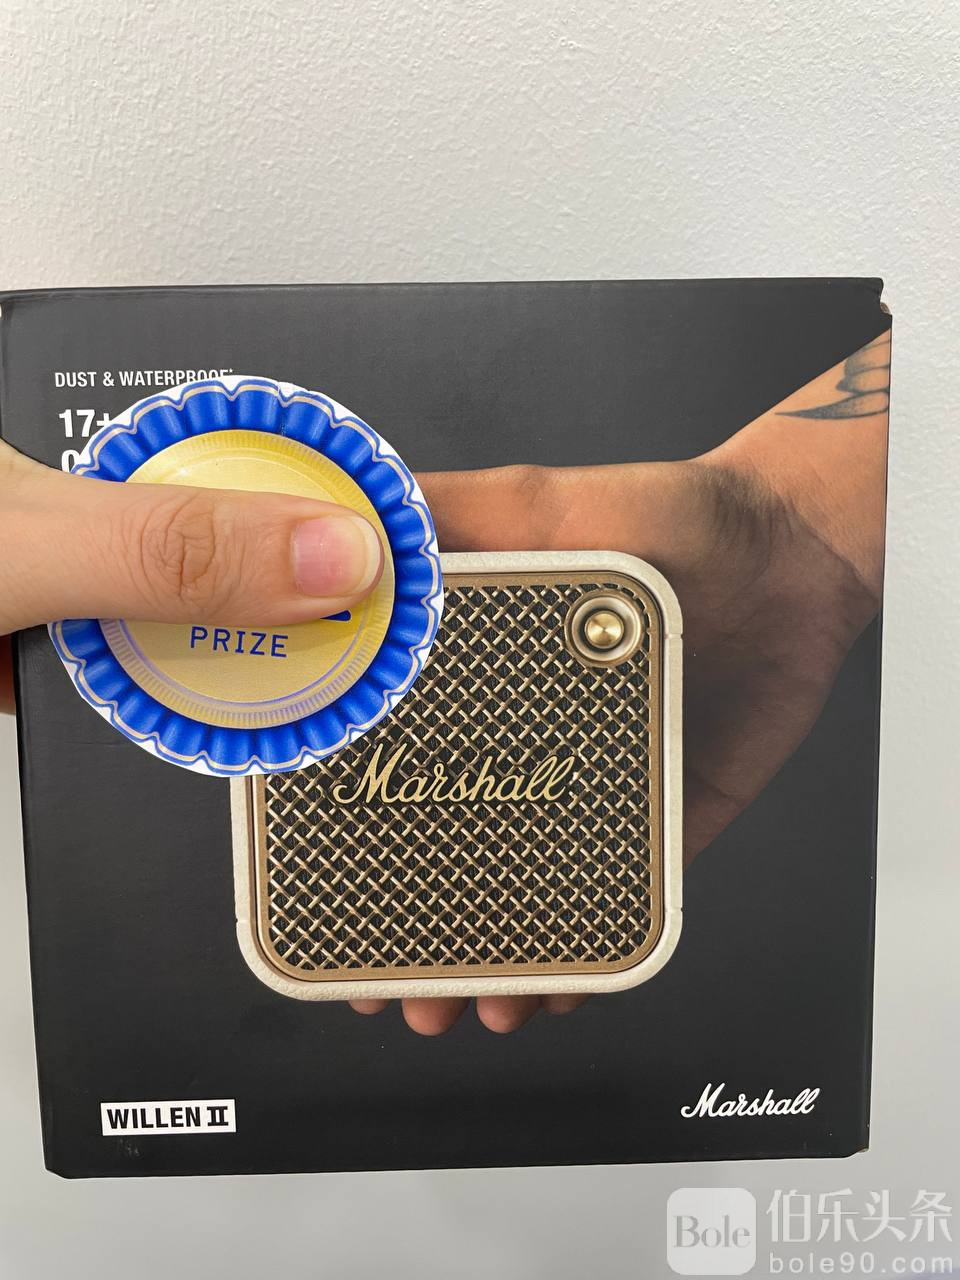 DUST & WATERPROOF*
17+
PRIZE
Marshall
WILLEN II
Marshall
Bole
伯乐头条
bole90.com